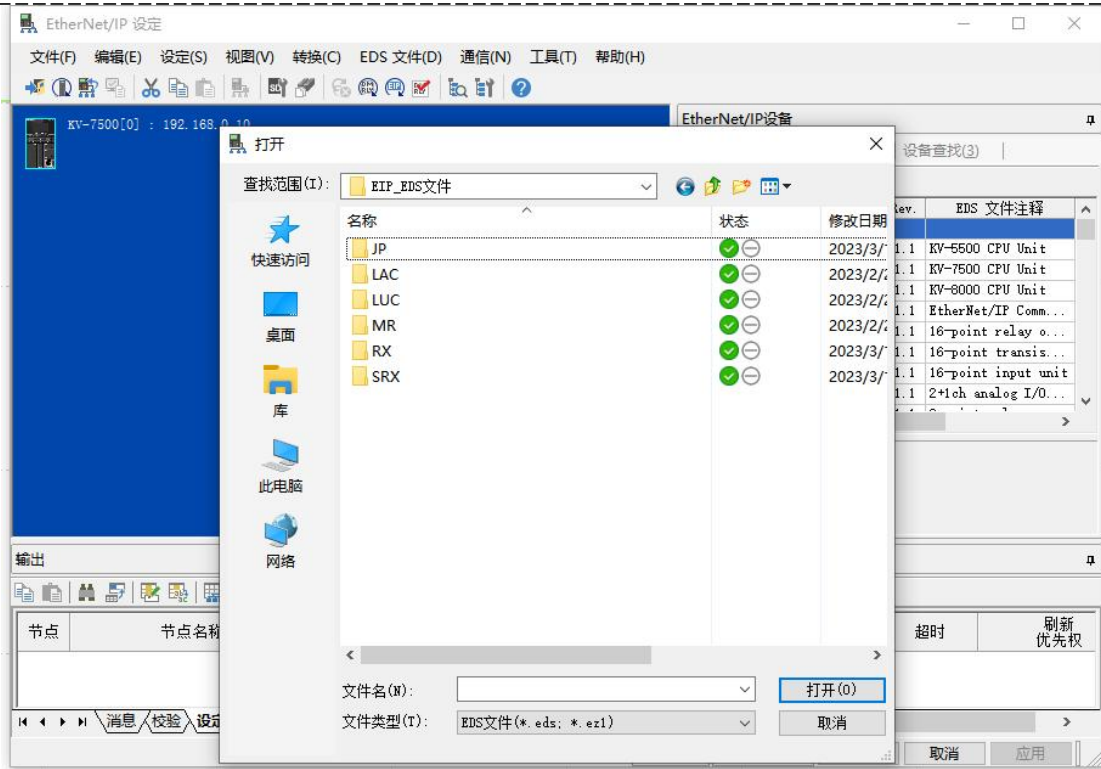 EtherNet/IP 设定
文件(F) 编辑(E) 设定(S) 视图(V) 转换(C) EDS 文件(D) 通信(N) 工具(T) 帮助(H)
KV-7500[0] : 192.168.0.10
EtherNet/IP设备
设备查找(3)
打开
查找范围(I):
EIP_EDS文件
名称 状态 修改日期
JP 2023/3/
LAC 2023/2/2
LUC 2023/2/2
MR 2023/2/2
RX 2023/3/
SRX 2023/3/
快速访问
桌面
库
此电脑
网络
文件名(N):
打开(O)
文件类型(T):
EDS文件(*.eds; *.ez1)
取消
Rev. EDS 文件注释
1.1 KV-5500 CPU Unit
1.1 KV-7500 CPU Unit
1.1 KV-8000 CPU Unit
1.1 EtherNet/IP Comm...
1.1 16-point relay o...
1.1 16-point transis...
1.1 16-point input unit
1.1 2+1ch analog I/O...
输出
节点 节点名称
超时
刷新
优先权
消息 校验 设定
取消 应用